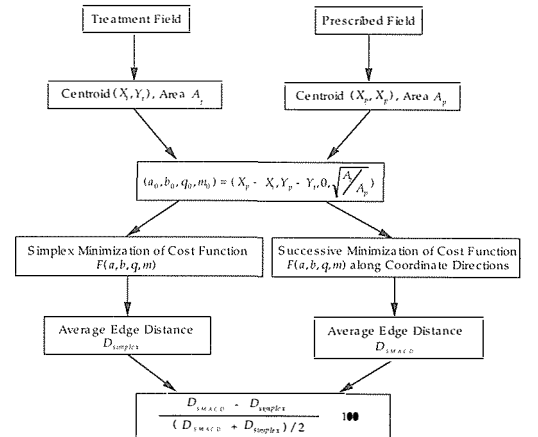 Treatment Field
Prescribed Field
Centroid (X_t, Y_t), Area A_t
Centroid (X_p, X_p), Area A_p
(a_0, b_0, q_0, m_0) = (X_p - X_t, Y_p - Y_t, 0, √(A_t/A_p))
Simplex Minimization of Cost Function
F(a,b,q,m)
Successive Minimization of Cost Function
F(a,b,q,m) along Coordinate Directions
Average Edge Distance
D_simplex
Average Edge Distance
D_SMACD
D_SMACD - D_simplex
(D_SMACD + D_simplex)/2
100